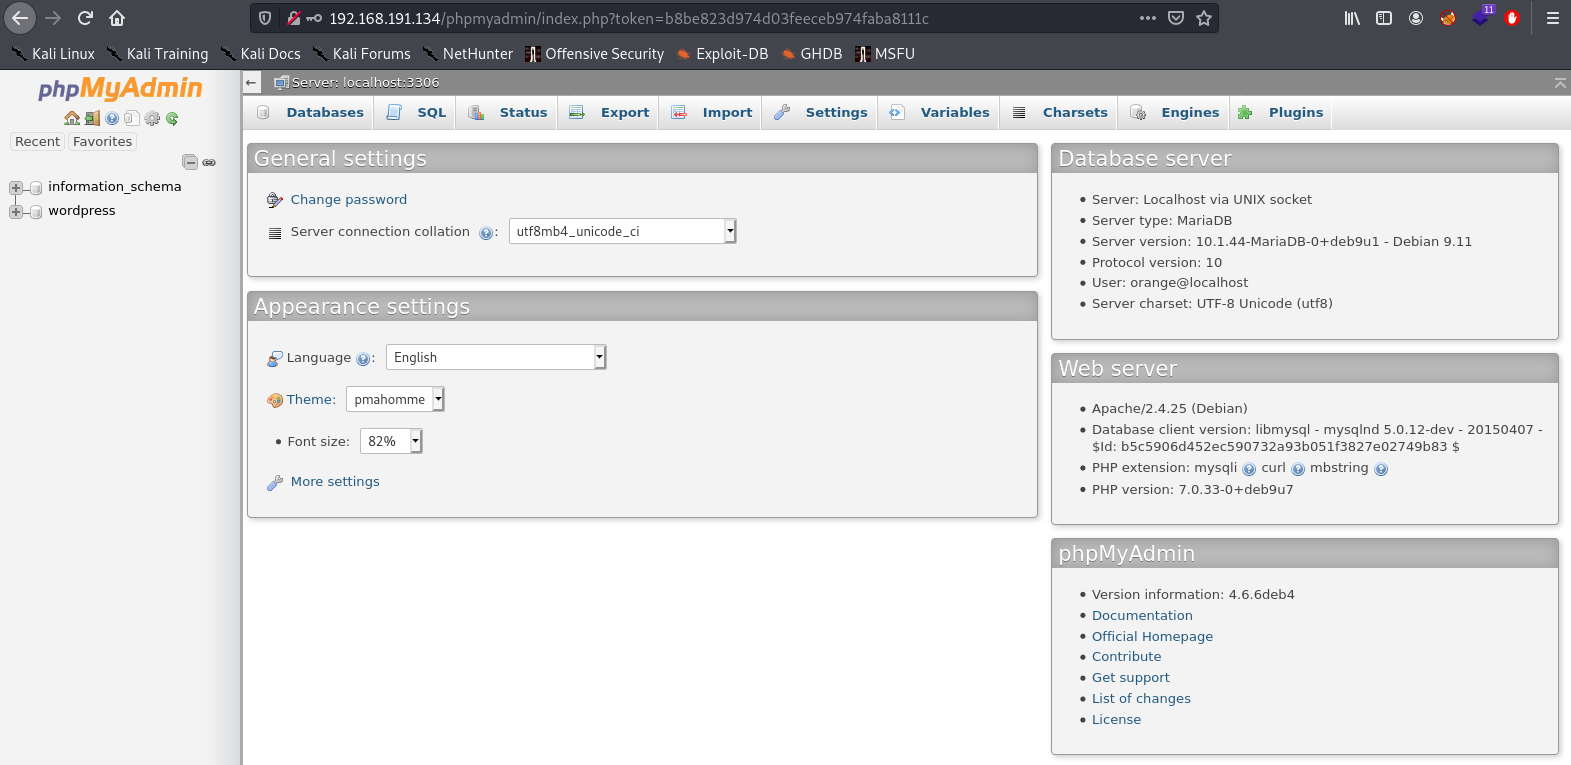 192.168.191.134/phpmyadmin/index.php?token=b8be823d974d03feeceb974faba8111c
11
Kali Linux Kali Training Kali Docs Kali Forums NetHunter Offensive Security Exploit-DB GHDB MSFU
phpMyAdmin
Recent Favorites
information_schema
wordpress
Server: localhost:3306
Databases SQL Status Export Import Settings Variables Charsets Engines Plugins
General settings
Change password
Server connection collation : utf8mb4_unicode_ci
Appearance settings
Language : English
Theme: pmahomme
• Font size: 82%
More settings
Database server
• Server: Localhost via UNIX socket
• Server type: MariaDB
• Server version: 10.1.44-MariaDB-0+deb9u1 - Debian 9.11
• Protocol version: 10
• User: orange@localhost
• Server charset: UTF-8 Unicode (utf8)
Web server
• Apache/2.4.25 (Debian)
• Database client version: libmysql - mysqlnd 5.0.12-dev - 20150407 -
$Id: b5c5906d452ec590732a93b051f3827e02749b83 $
• PHP extension: mysqli curl mbstring
• PHP version: 7.0.33-0+deb9u7
phpMyAdmin
• Version information: 4.6.6deb4
• Documentation
• Official Homepage
• Contribute
• Get support
• List of changes
• License